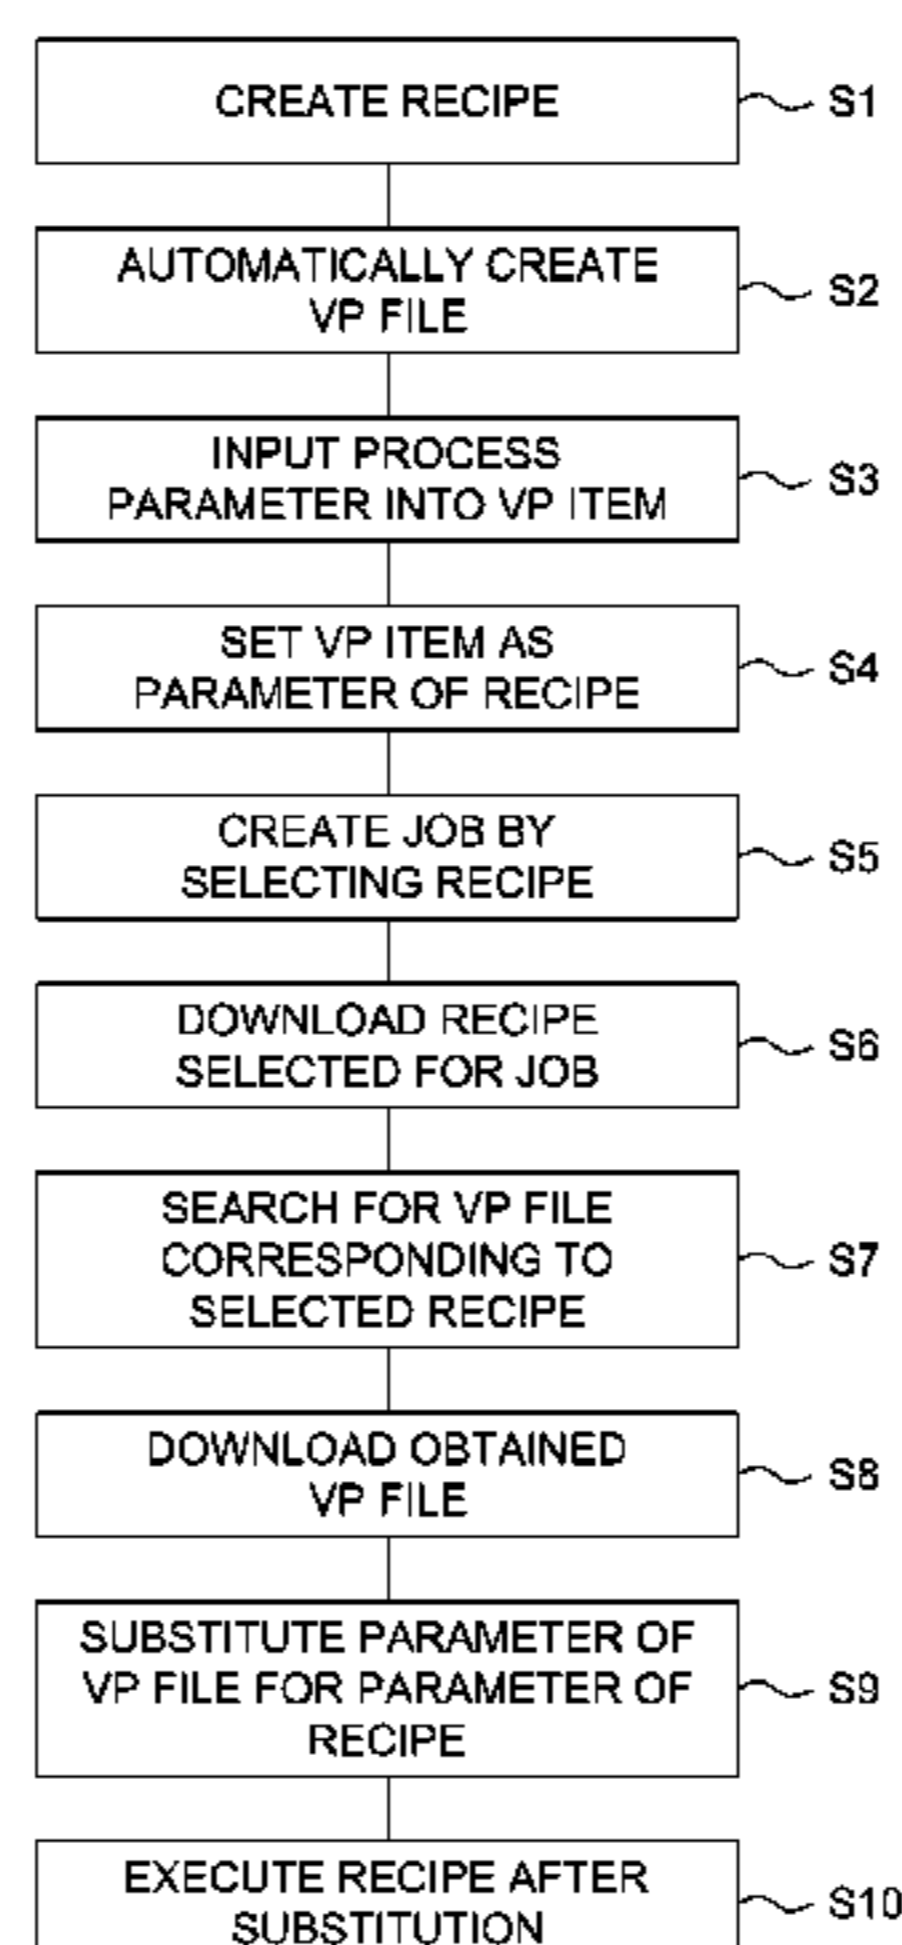 CREATE RECIPE
S1
AUTOMATICALLY CREATE
VP FILE
S2
INPUT PROCESS
PARAMETER INTO VP ITEM
S3
SET VP ITEM AS
PARAMETER OF RECIPE
S4
CREATE JOB BY
SELECTING RECIPE
S5
DOWNLOAD RECIPE
SELECTED FOR JOB
S6
SEARCH FOR VP FILE
CORRESPONDING TO
SELECTED RECIPE
S7
DOWNLOAD OBTAINED
VP FILE
S8
SUBSTITUTE PARAMETER OF
VP FILE FOR PARAMETER OF
RECIPE
S9
EXECUTE RECIPE AFTER
SUBSTITUTION
S10